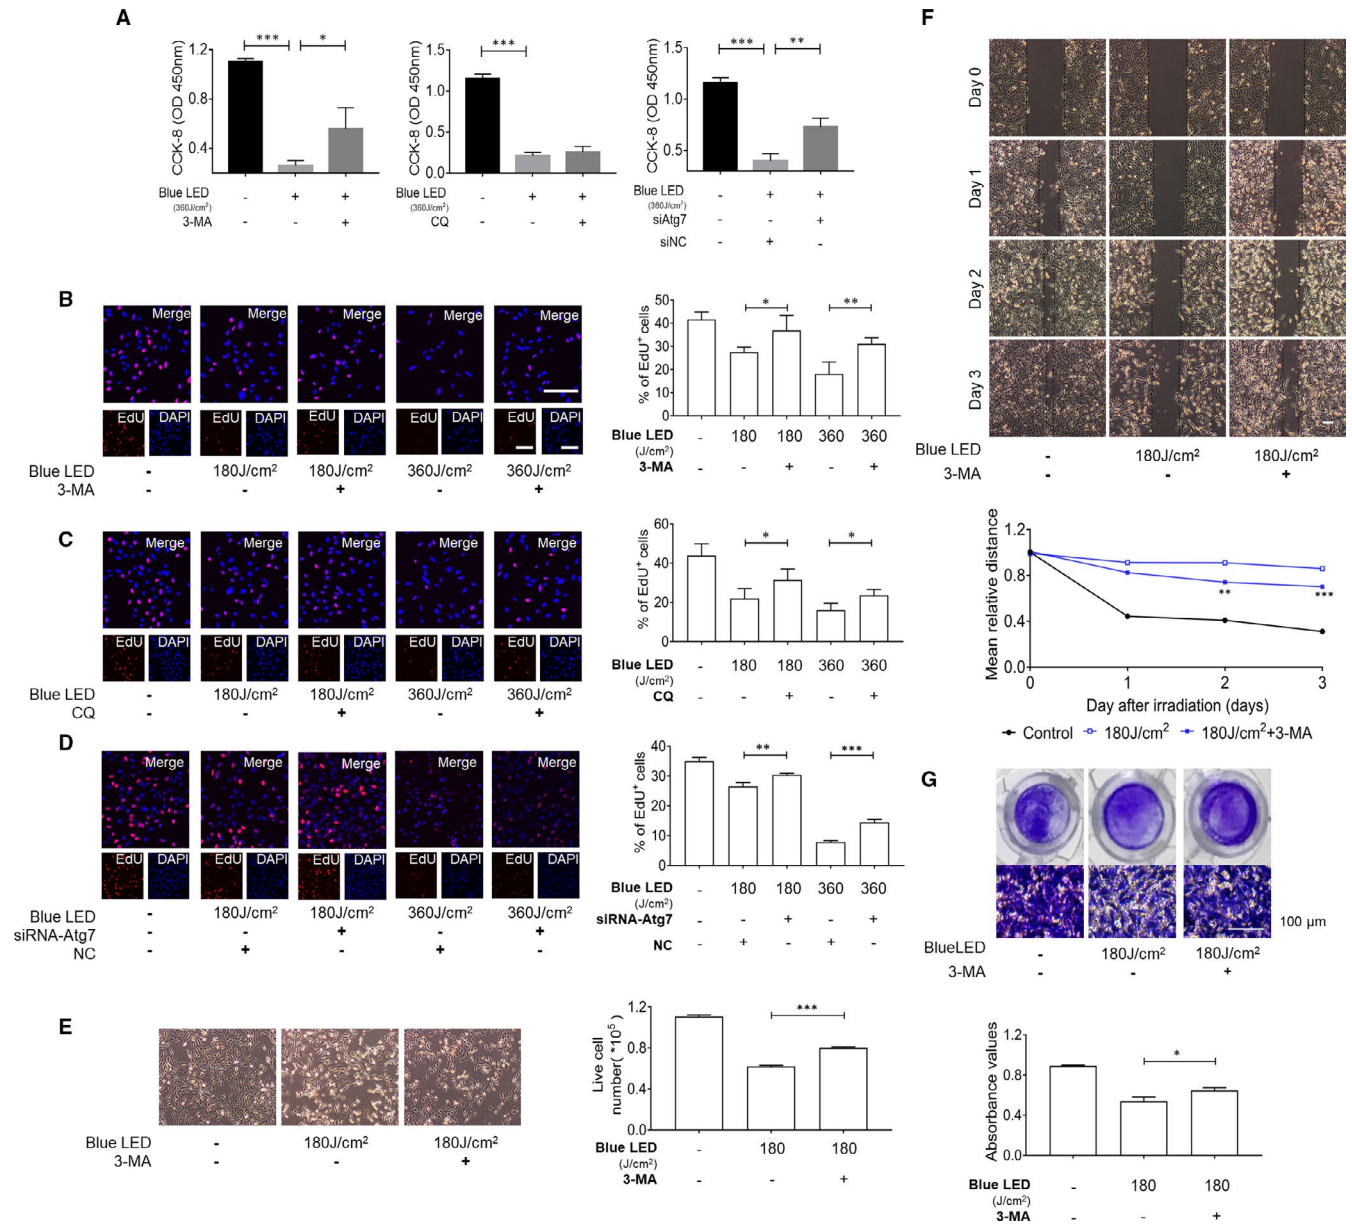 A
***
*
CCK-8 (OD 450nm)
1.2
0.8
0.4
Blue LED - + +
(360J/cm²)
3-MA - - +
***
CCK-8 (OD 450nm)
1.5
1.0
0.5
0.0
Blue LED - + +
(360J/cm²)
CQ - - +
***
**
CCK-8 (OD 450nm)
1.5
1.0
0.5
Blue LED - + +
(360J/cm²)
siAtg7 - - +
siNC - + -
B
Merge Merge Merge Merge Merge
EdU DAPI EdU DAPI EdU DAPI EdU DAPI EdU DAPI
Blue LED - 180J/cm² 180J/cm² 360J/cm² 360J/cm²
3-MA - - + - +
% of EdU⁺ cells
50
40
30
20
10
0
* **
Blue LED - 180 180 360 360
(J/cm²)
3-MA - - + - +
C
Merge Merge Merge Merge Merge
EdU DAPI EdU DAPI EdU DAPI EdU DAPI EdU DAPI
Blue LED - 180J/cm² 180J/cm² 360J/cm² 360J/cm²
CQ - - + - +
% of EdU⁺ cells
60
40
20
0
* *
Blue LED - 180 180 360 360
(J/cm²)
CQ - - + - +
D
Merge Merge Merge Merge Merge
EdU DAPI EdU DAPI EdU DAPI EdU DAPI EdU DAPI
Blue LED - 180J/cm² 180J/cm² 360J/cm² 360J/cm²
siRNA-Atg7 - - + - +
NC - + - + -
% of EdU⁺ cells
40
30
20
10
0
** ***
Blue LED - 180 180 360 360
(J/cm²)
siRNA-Atg7 - - + - +
NC - + - + -
E
Blue LED - 180J/cm² 180J/cm²
3-MA - - +
Live cell
number( *10⁵)
1.2
0.8
0.4
0.0
***
Blue LED - 180 180
(J/cm²)
3-MA - - +
F
Day 0
Day 1
Day 2
Day 3
Blue LED - 180J/cm² 180J/cm²
3-MA - - +
Mean relative distance
1.2
0.8
0.4
0.0
** ***
0 1 2 3
Day after irradiation (days)
Control 180J/cm² 180J/cm²+3-MA
G
100 µm
BlueLED - 180J/cm² 180J/cm²
3-MA - - +
Absorbance values
1.2
0.8
0.4
0.0
*
Blue LED - 180 180
(J/cm²)
3-MA - - +